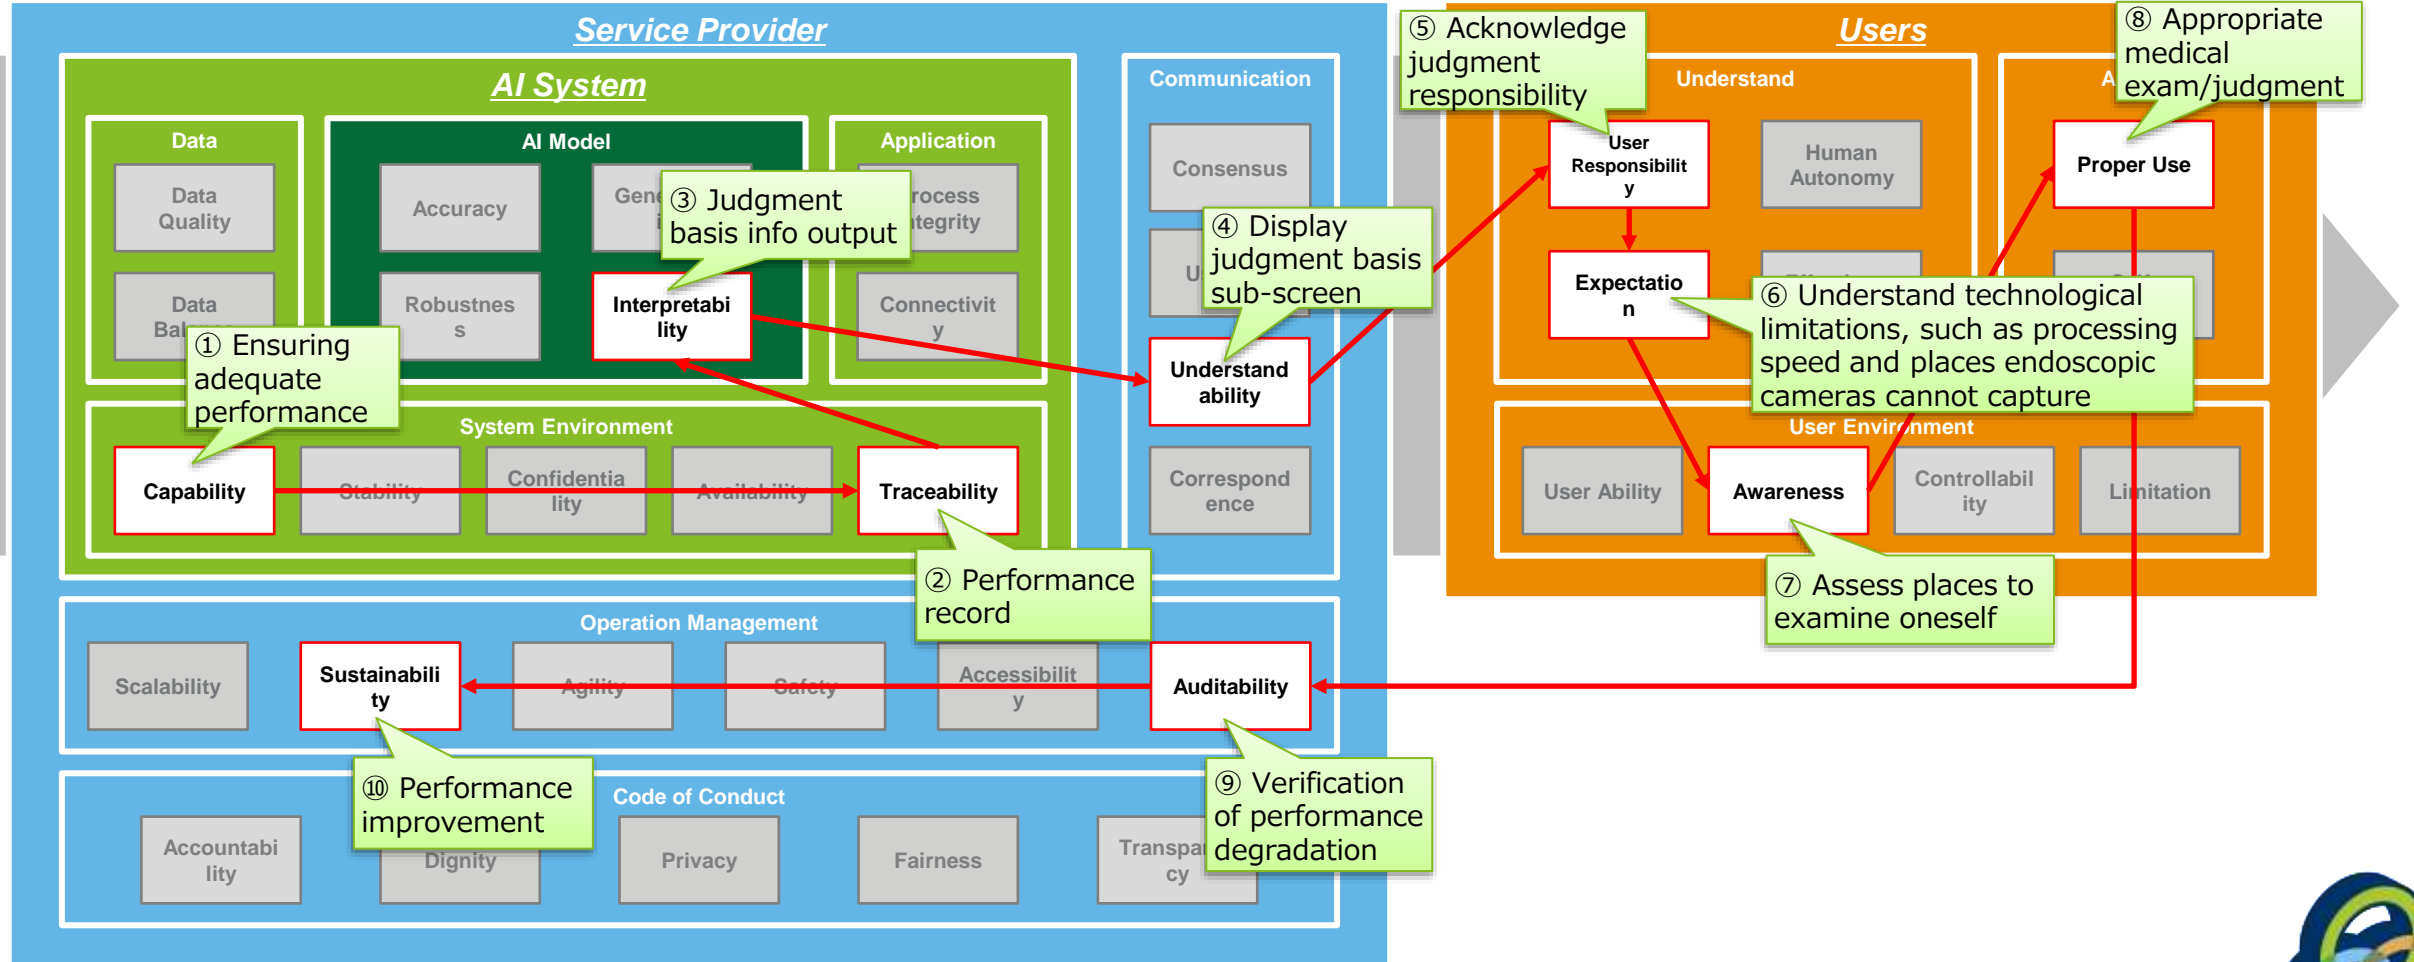 Service Provider
AI System
Data
Data
Quality
Data
AI Model
Accuracy
Robustnes
s
Interpretabi
lity
Application
Connectivit
y
③ Judgment
basis info output
① Ensuring
adequate
performance
System Environment
Capability
Stability
Confidentia
lity
Availability
Traceability
② Performance
record
Communication
Consensus
④ Display
judgment basis
sub-screen
Understand
ability
Correspond
ence
Operation Management
Scalability
Sustainabili
ty
Agility
Safety
Accessibilit
y
Auditability
⑩ Performance
improvement
⑨ Verification
of performance
degradation
Code of Conduct
Accountabi
lity
Dignity
Privacy
Fairness
Transpa
cy
Users
⑤ Acknowledge
judgment
responsibility
Understand
User
Responsibilit
y
Human
Autonomy
Expectatio
n
⑥ Understand technological
limitations, such as processing
speed and places endoscopic
cameras cannot capture
⑧ Appropriate
medical
exam/judgment
Proper Use
User Environment
User Ability
Awareness
Controllabil
ity
Limitation
⑦ Assess places to
examine oneself